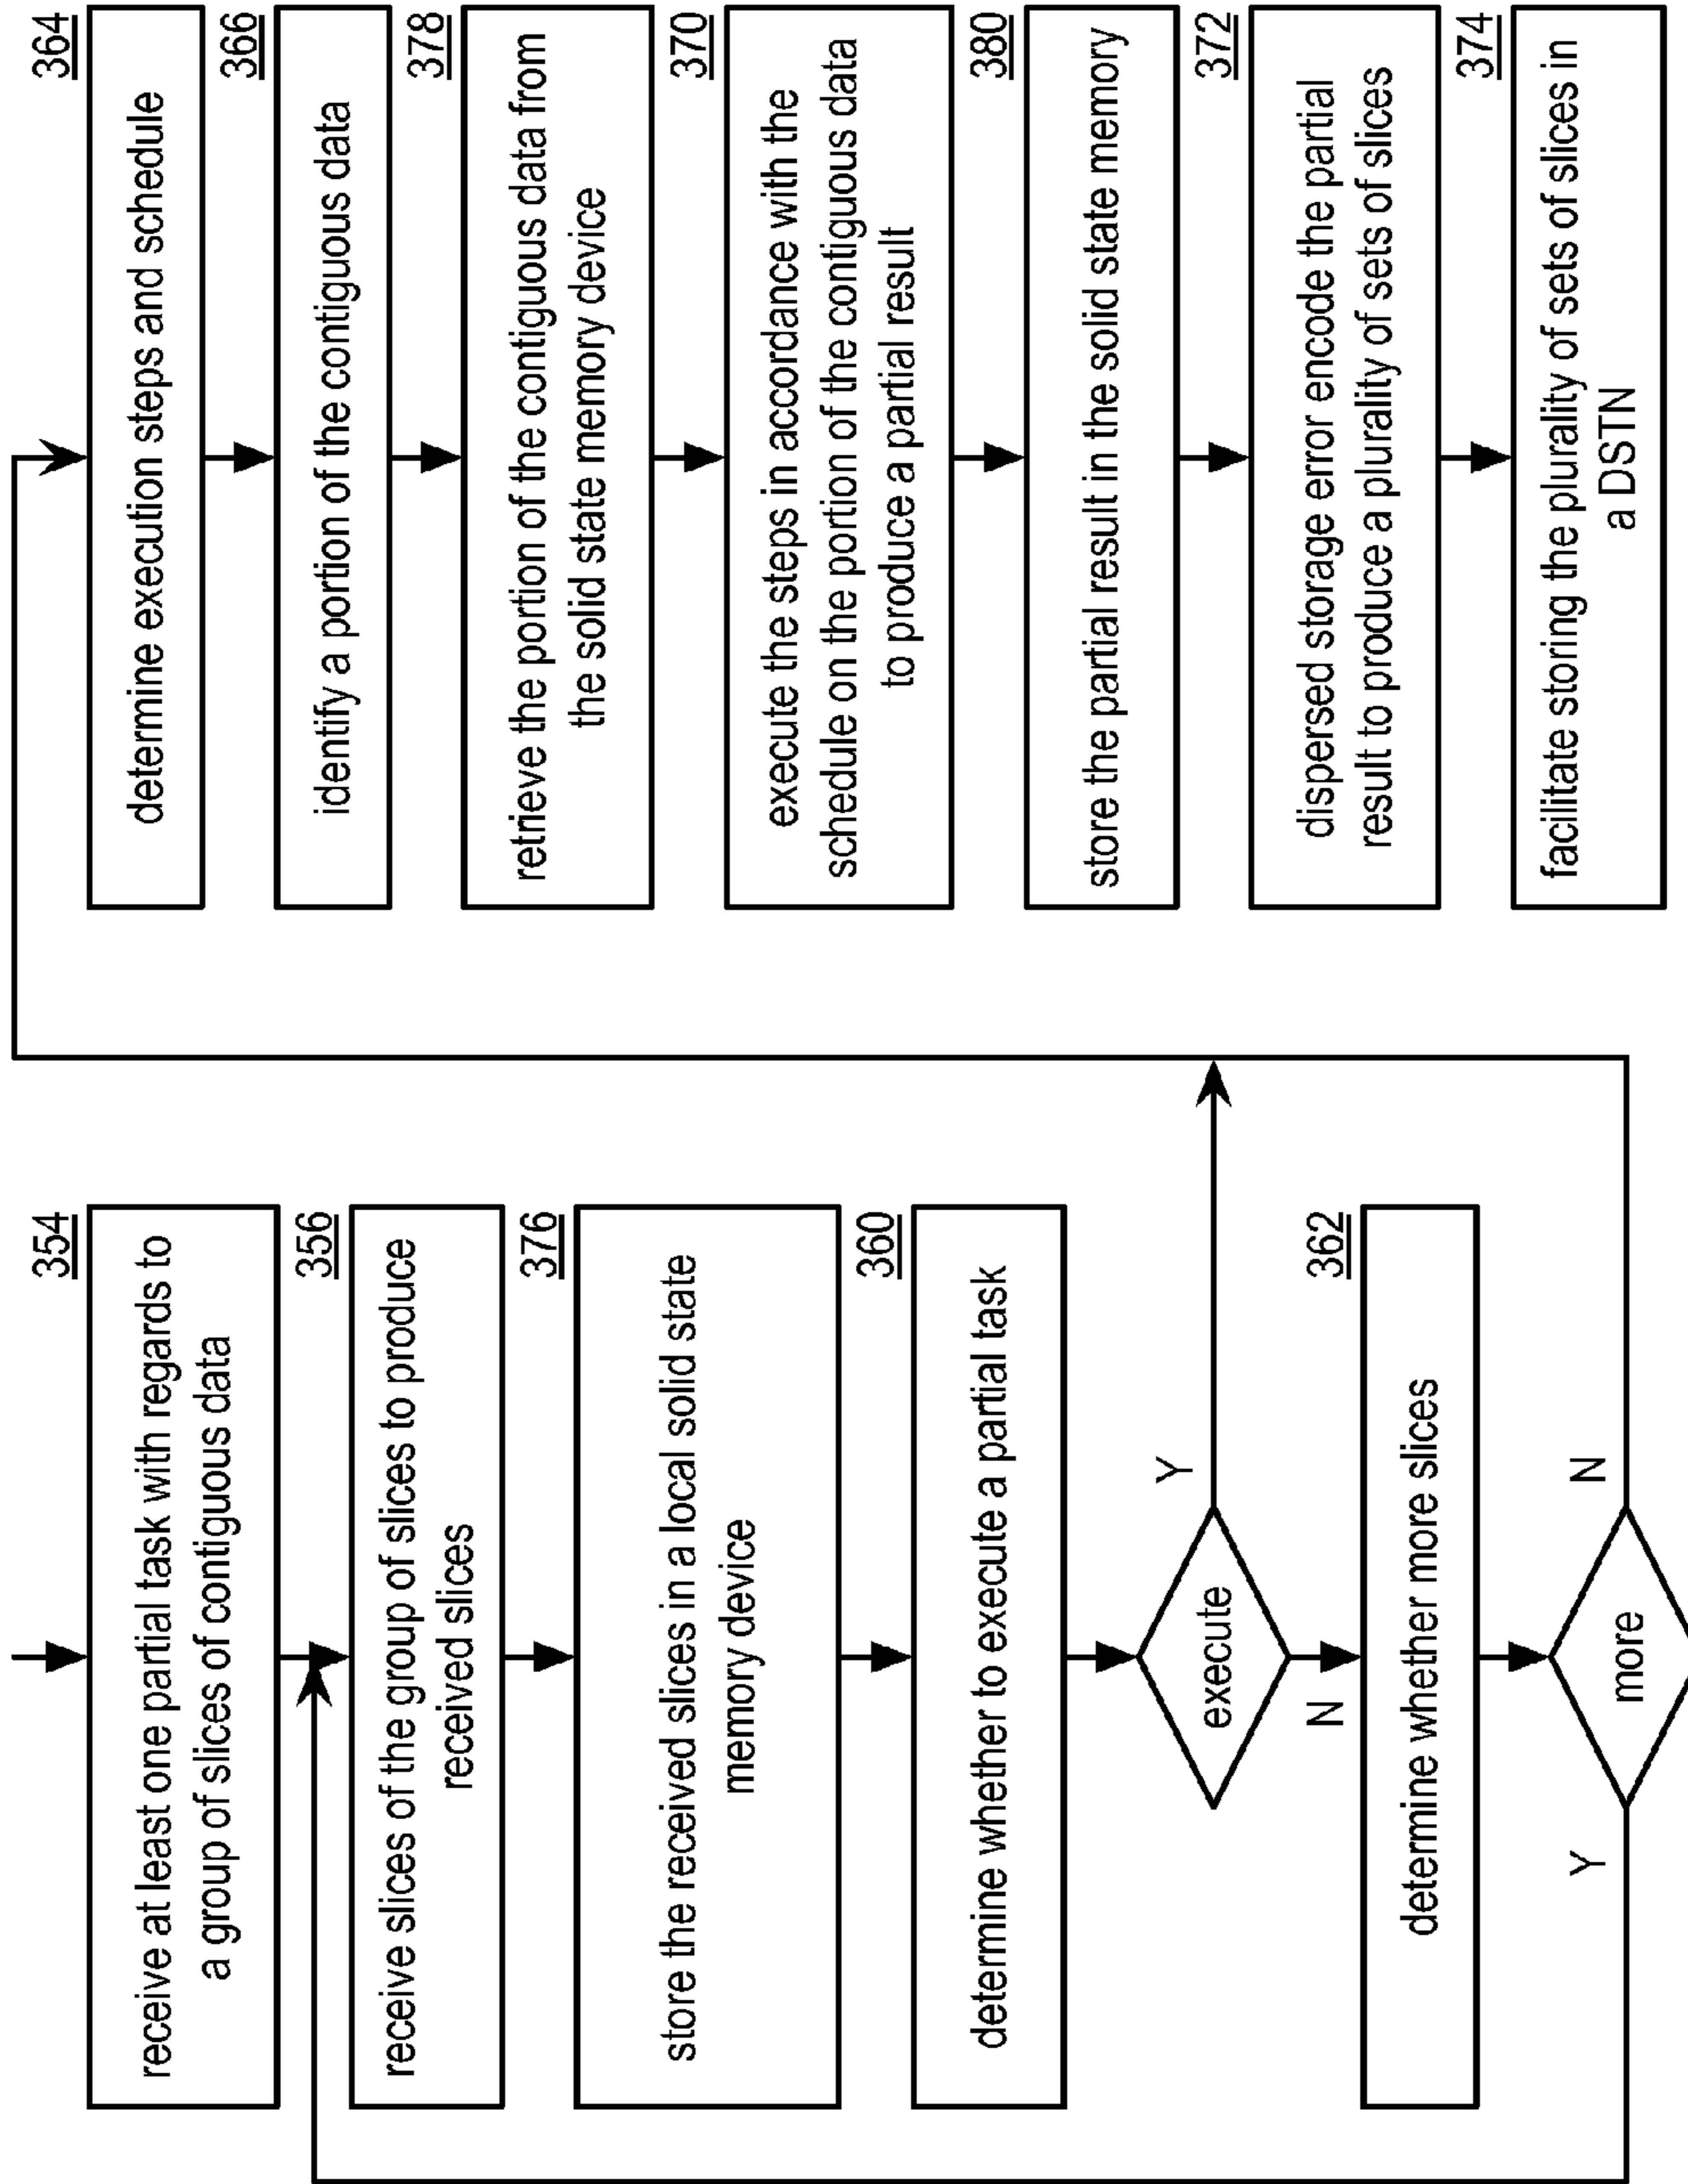 354
receive at least one partial task with regards to
a group of slices of contiguous data
356
receive slices of the group of slices to produce
received slices
376
store the received slices in a local solid state
memory device
360
determine whether to execute a partial task
execute
Y
N
362
determine whether more slices
more
Y
N
364
determine execution steps and schedule
366
identify a portion of the contiguous data
378
retrieve the portion of the contiguous data from
the solid state memory device
370
execute the steps in accordance with the
schedule on the portion of the contiguous data
to produce a partial result
380
store the partial result in the solid state memory
372
dispersed storage error encode the partial
result to produce a plurality of sets of slices
374
facilitate storing the plurality of sets of slices in
a DSTN